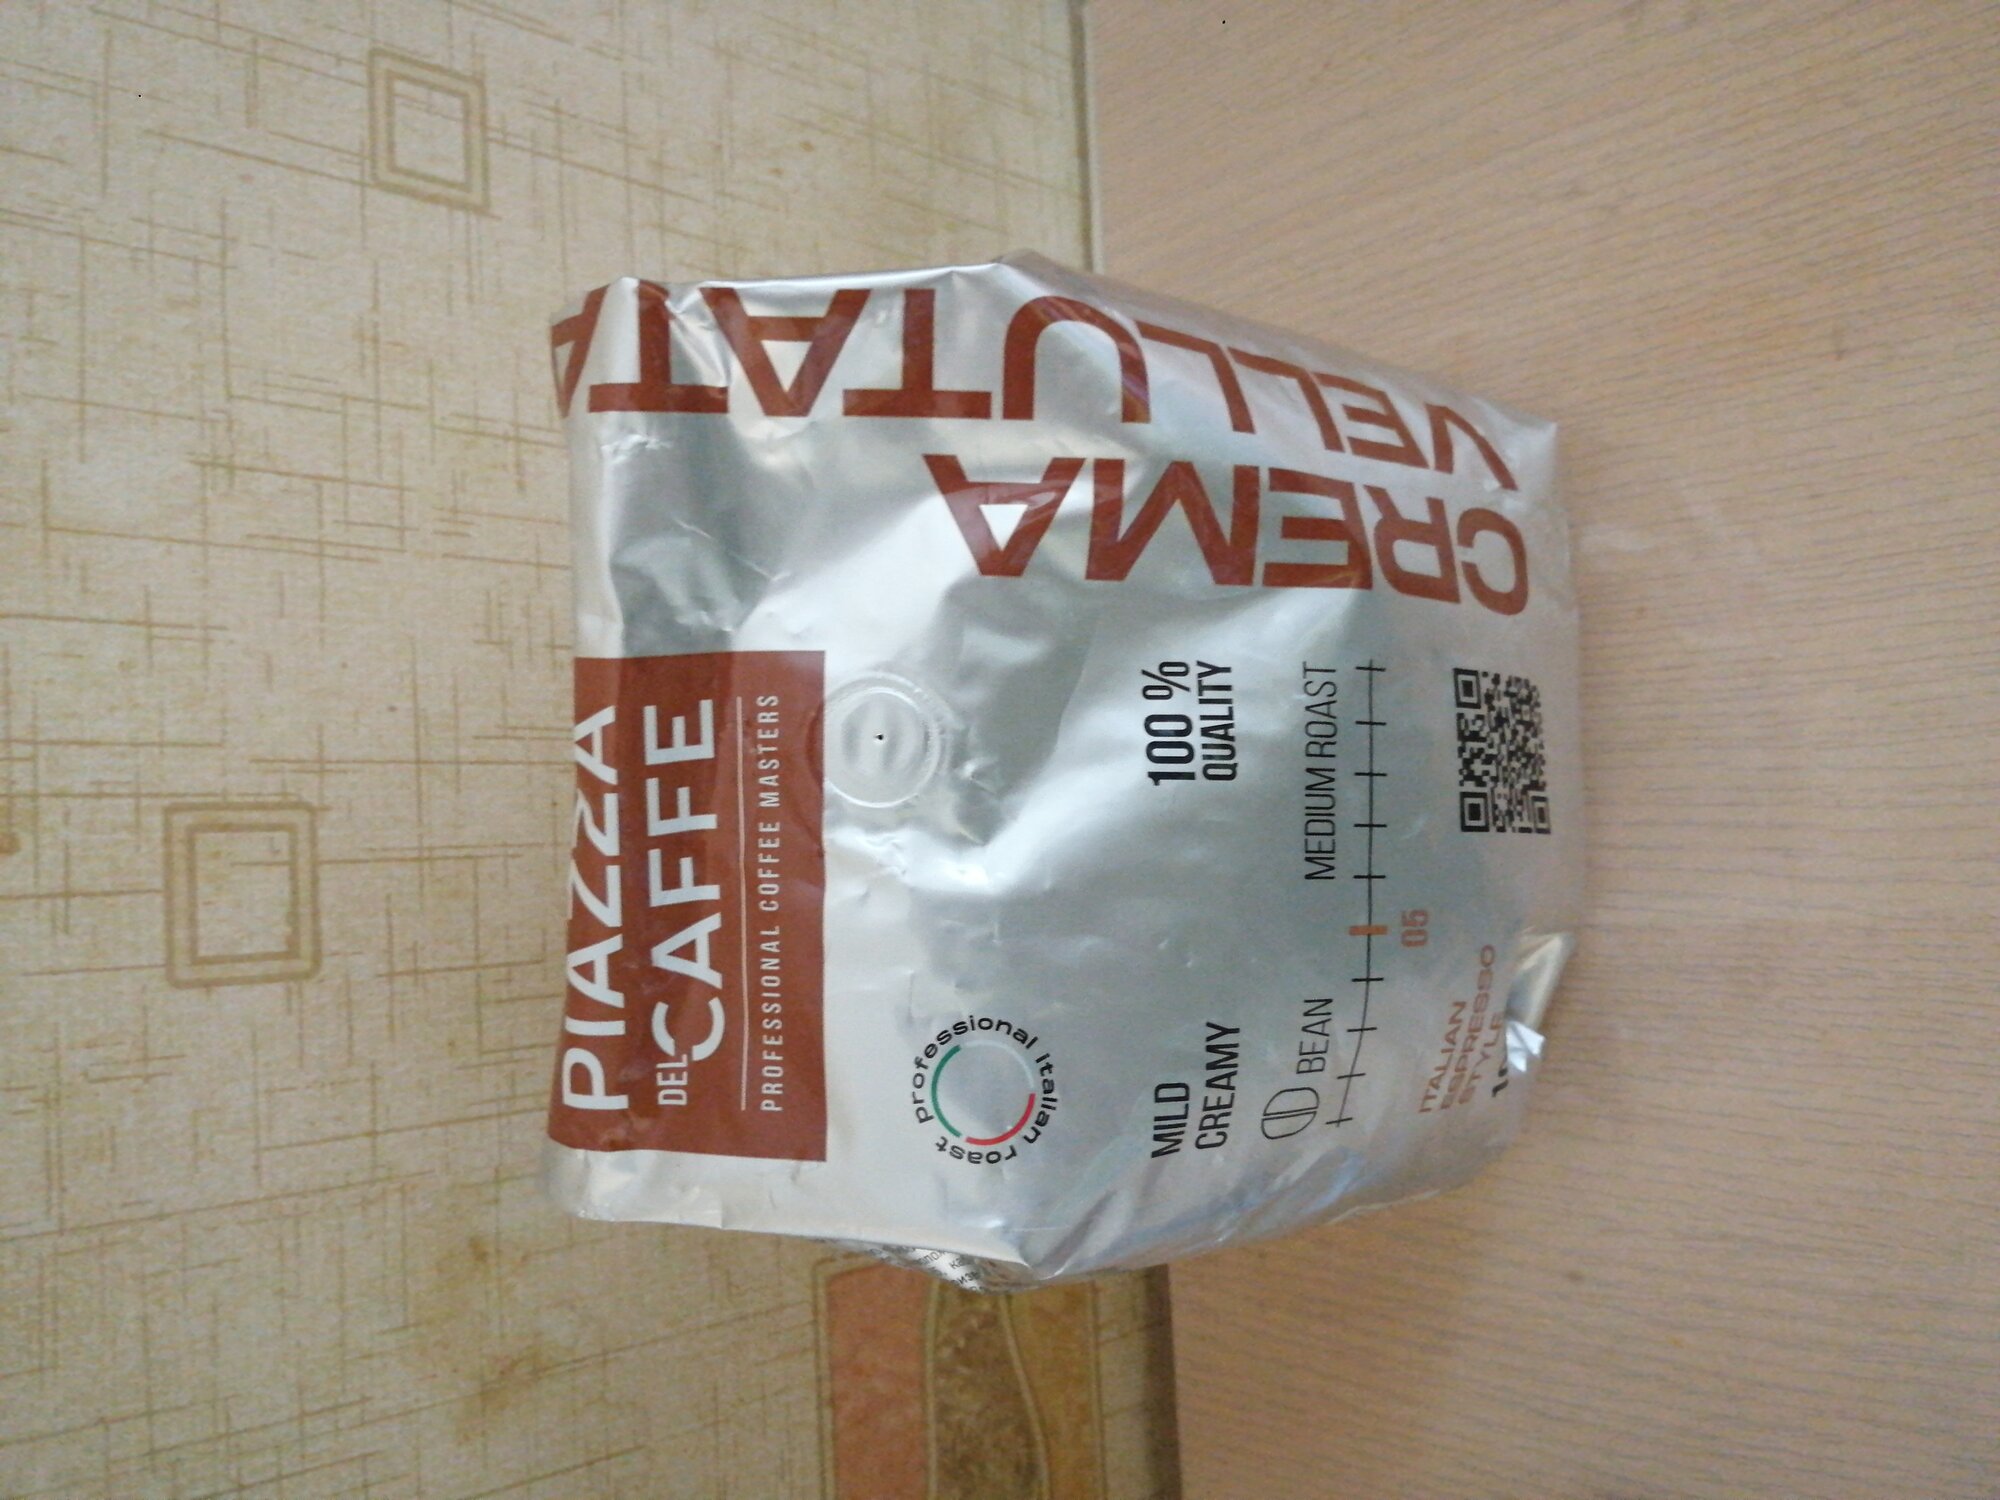 PIAZZA
DEL CAFFE
PROFESSIONAL COFFEE MASTERS
professional italian roast
MILD
CREAMY
100 %
QUALITY
BEAN
MEDIUM ROAST
05
ITALIAN
ESPRESSO
STYLE
CREMA
VELLUTATA